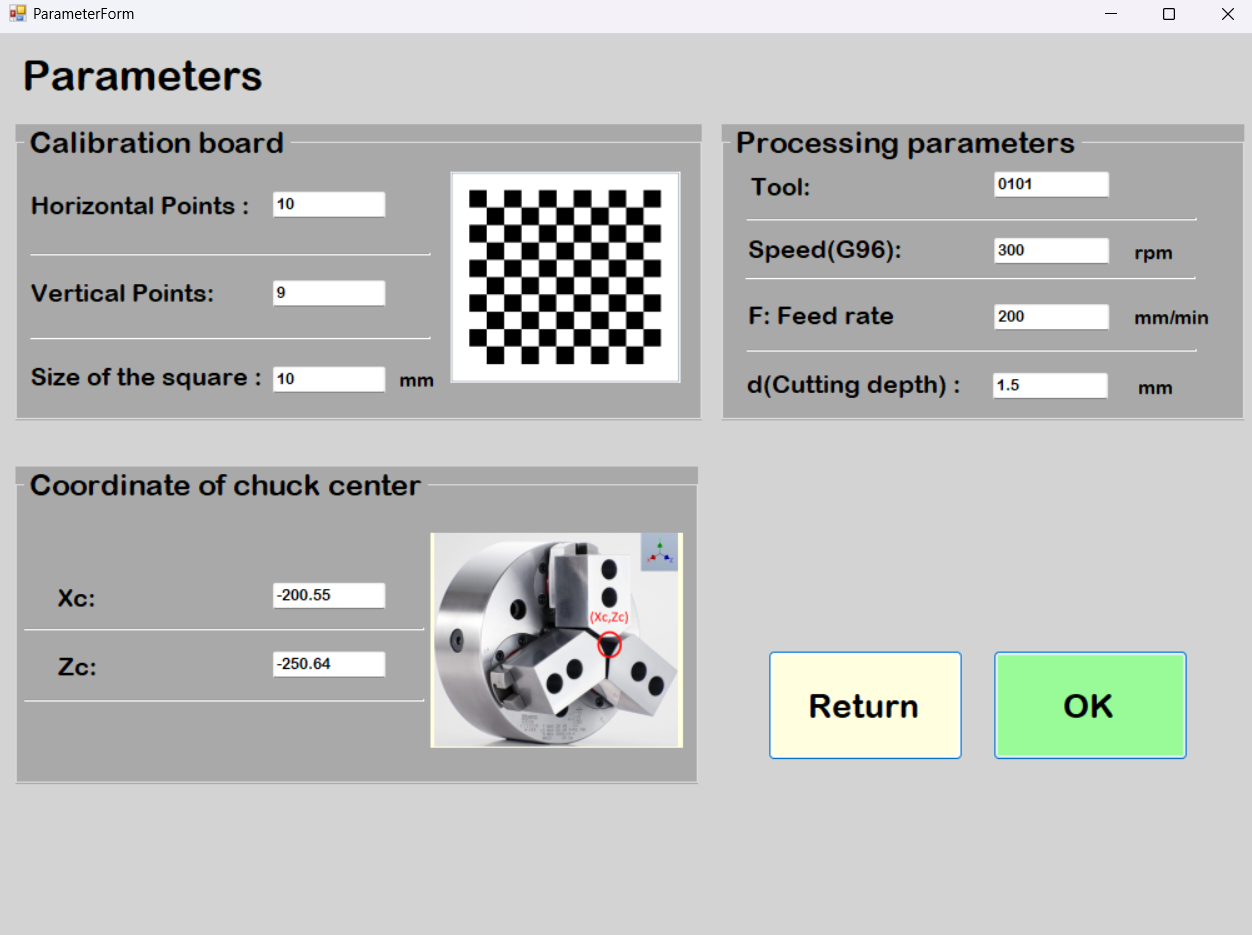 ParameterForm
Parameters
Calibration board
Horizontal Points : 10
Vertical Points: 9
Size of the square : 10 mm
Processing parameters
Tool: 0101
Speed(G96): 300 rpm
F: Feed rate 200 mm/min
d(Cutting depth) : 1.5 mm
Coordinate of chuck center
Xc: -200.55
Zc: -250.64
(Xc,Zc)
Return
OK